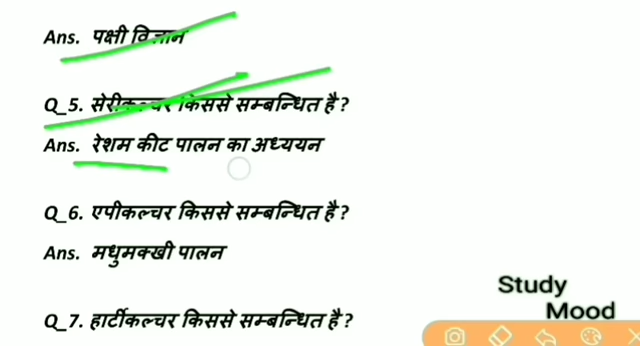 Ans. पक्षी विज्ञान
Q_5. सेरीकल्चर किससे सम्बन्धित है?
Ans. रेशम कीट पालन का अध्ययन
Q_6. एपीकल्चर किससे सम्बन्धित है?
Ans. मधुमक्खी पालन
Study
Mood
Q_7. हार्टीकल्चर किससे सम्बन्धित है?